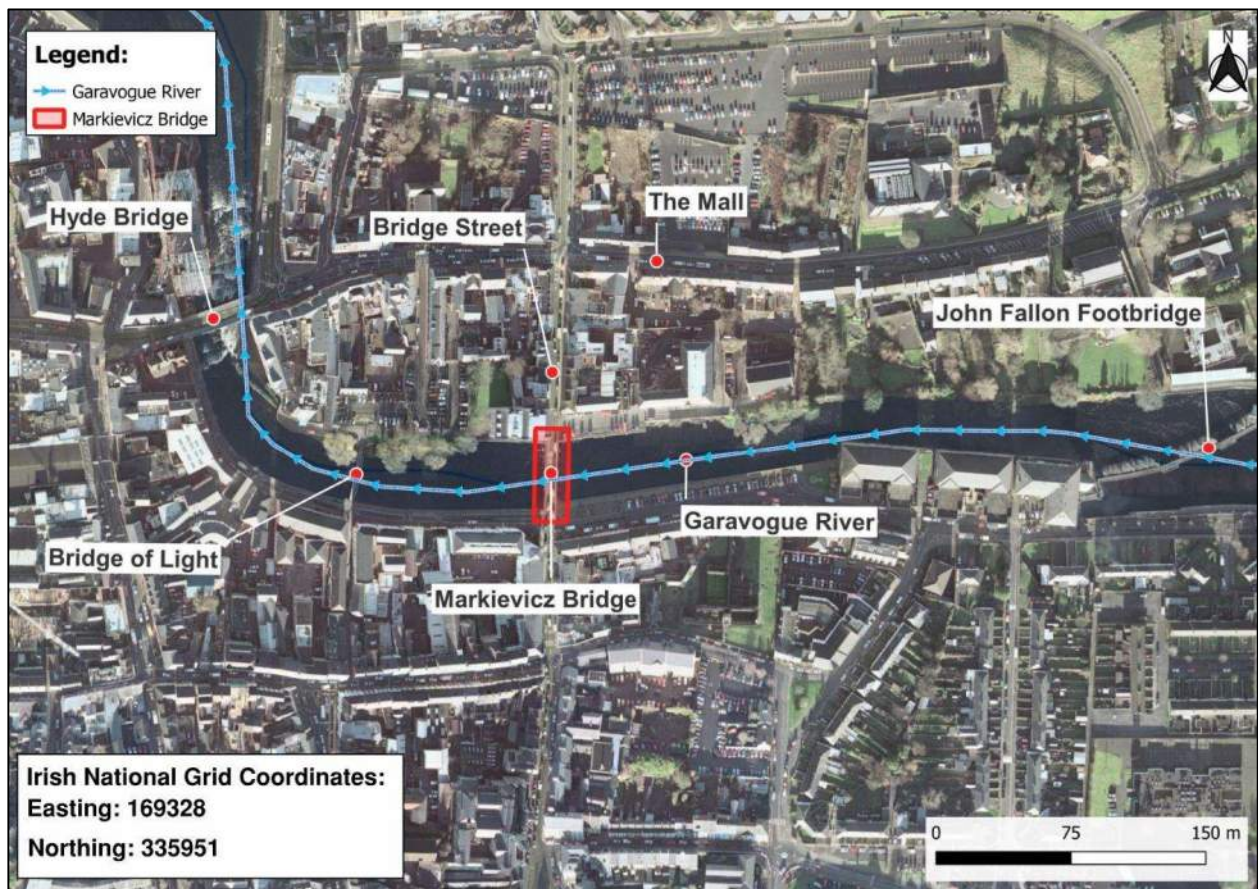 Legend:
Garavogue River
Markievicz Bridge
N
Hyde Bridge
Bridge Street
The Mall
John Fallon Footbridge
Garavogue River
Bridge of Light
Markievicz Bridge
Irish National Grid Coordinates:
Easting: 169328
Northing: 335951
0 75 150 m